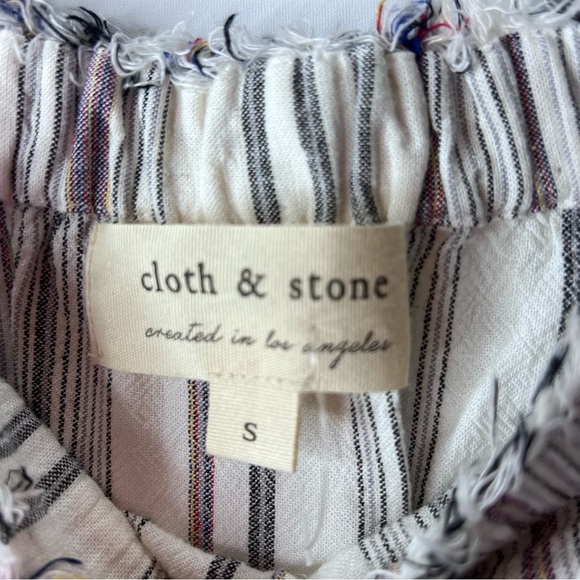 cloth & stone
created in los angeles
S